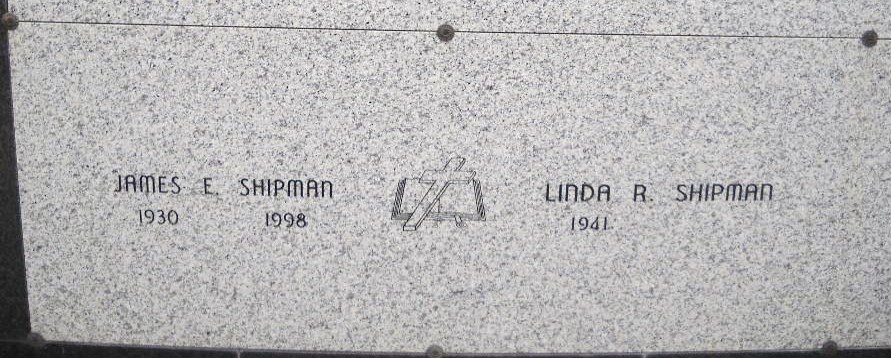 JAMES E. SHIPMAN
1930 1998
LINDA R. SHIPMAN
1941